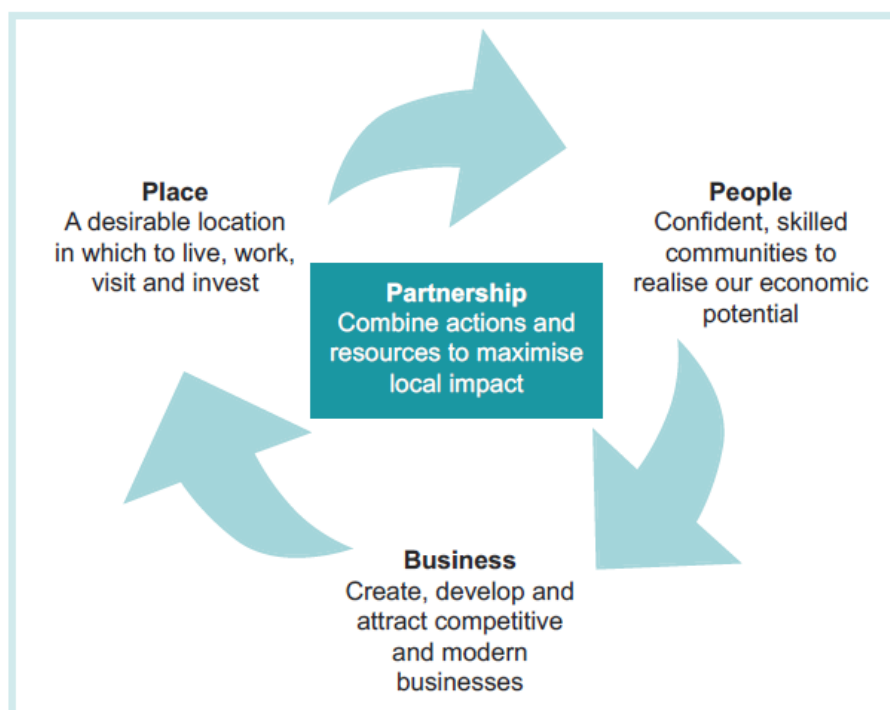 Place
A desirable location
in which to live, work,
visit and invest
People
Confident, skilled
communities to
realise our economic
potential
Partnership
Combine actions and
resources to maximise
local impact
Business
Create, develop and
attract competitive
and modern
businesses